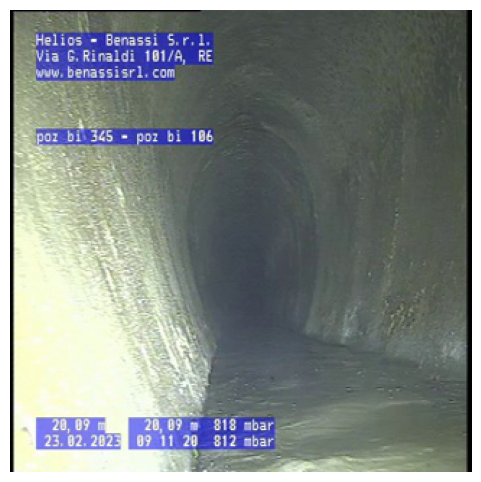 Helios - Benassi S.r.l.
Via G.Rinaldi 101/A, RE
www.benassisrl.com
poz bi 345 - poz bi 106
20,09 m 20,09 m 818 mbar
23.02.2023 09 11 20 812 mbar